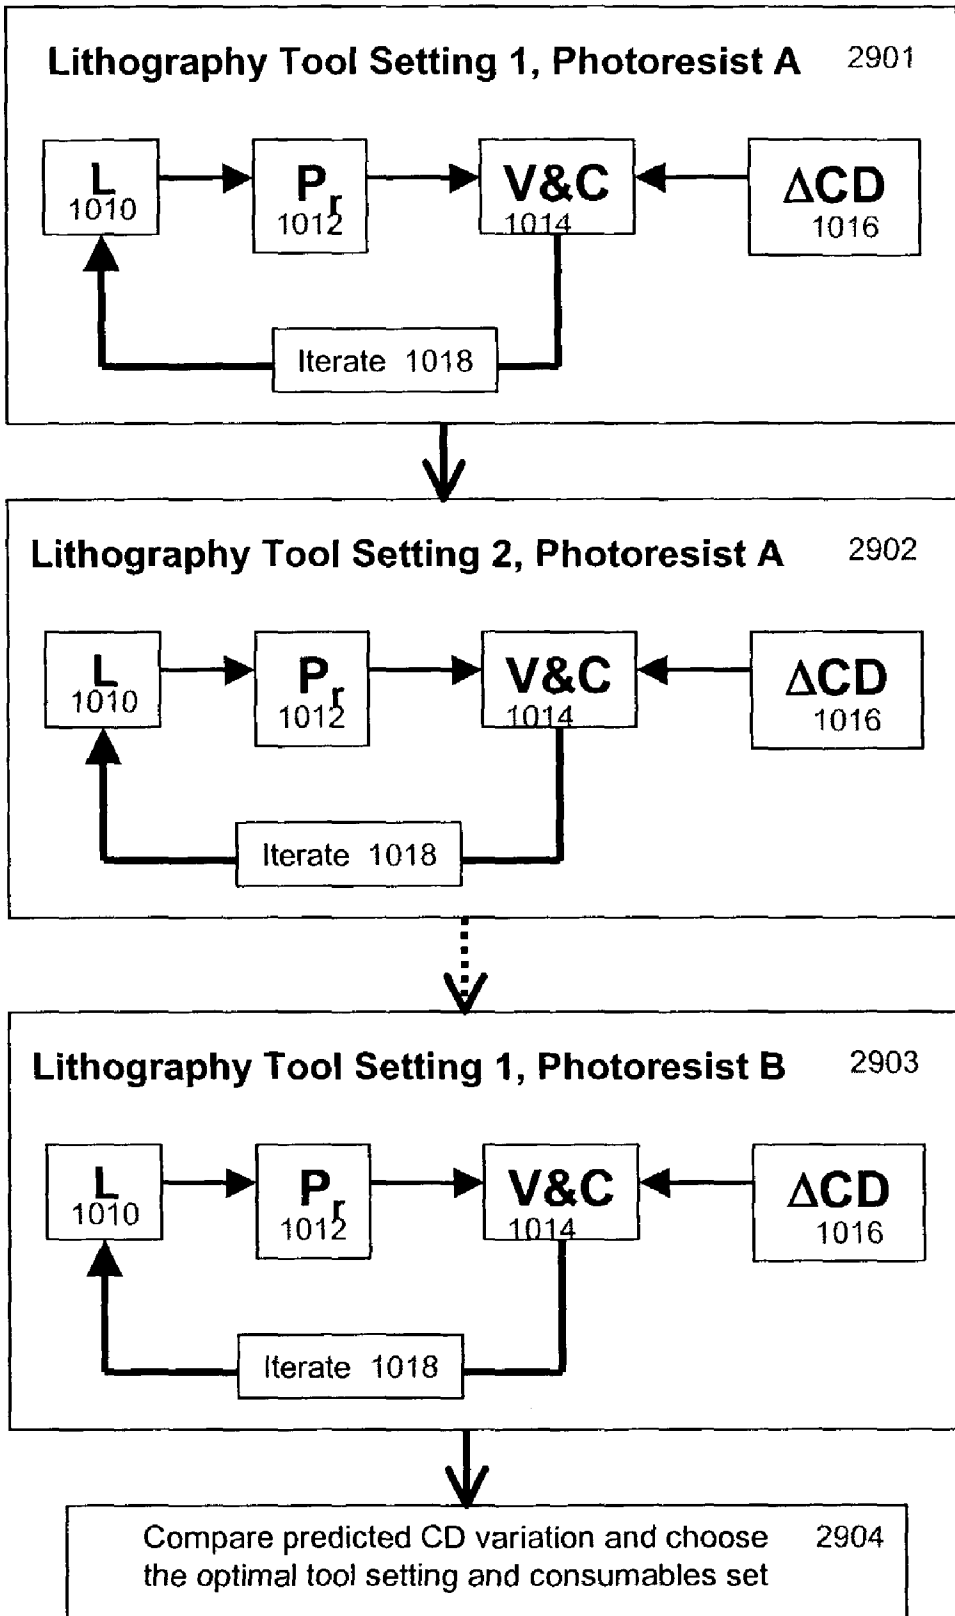 Lithography Tool Setting 1, Photoresist A 2901
L
1010
Pr
1012
V&C
1014
ΔCD
1016
Iterate 1018
Lithography Tool Setting 2, Photoresist A 2902
L
1010
Pr
1012
V&C
1014
ΔCD
1016
Iterate 1018
Lithography Tool Setting 1, Photoresist B 2903
L
1010
Pr
1012
V&C
1014
ΔCD
1016
Iterate 1018
Compare predicted CD variation and choose 2904
the optimal tool setting and consumables set